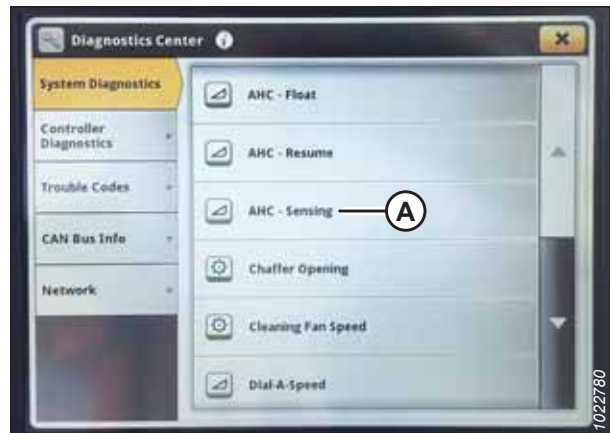 Diagnostics Center
System Diagnostics
Controller
Diagnostics
Trouble Codes
CAN Bus Info
Network
AHC - Float
AHC - Resume
AHC - Sensing
A
Chaffer Opening
Cleaning Fan Speed
Dial-A-Speed
1022780